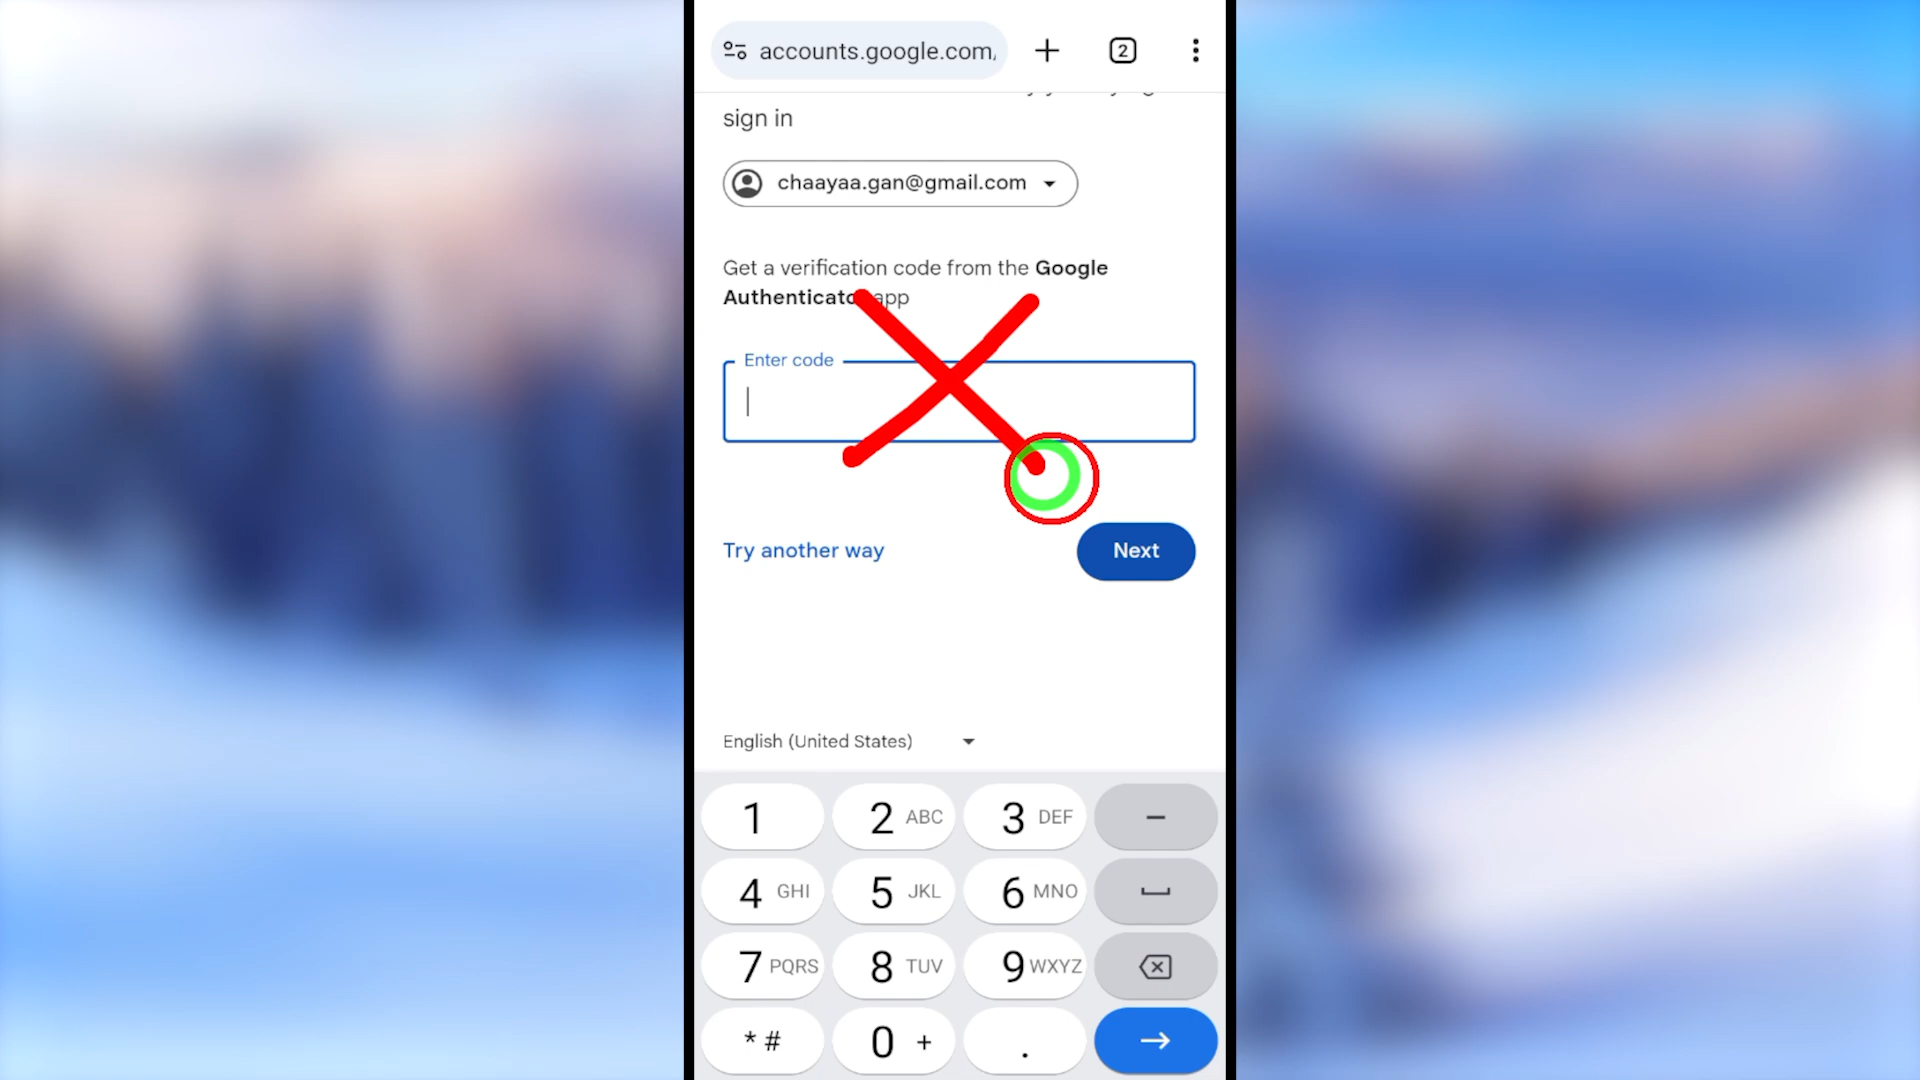 accounts.google.com/
2
sign in
chaayaa.gan@gmail.com
Get a verification code from the Google
Authenticator app
Enter code
Try another way
Next
English (United States)
1
2 ABC
3 DEF
–
4 GHI
5 JKL
6 MNO
7 PQRS
8 TUV
9 WXYZ
* #
0 +
.